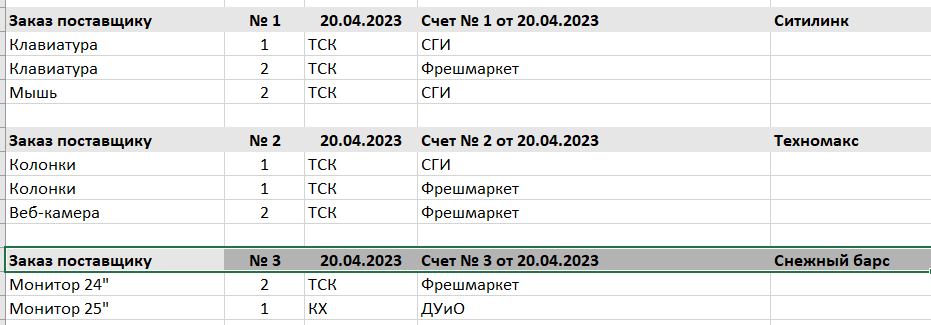 Заказ поставщику № 1 20.04.2023 Счет № 1 от 20.04.2023 Ситилинк
Клавиатура 1 ТСК СГИ
Клавиатура 2 ТСК Фрешмаркет
Мышь 2 ТСК СГИ
Заказ поставщику № 2 20.04.2023 Счет № 2 от 20.04.2023 Техномакс
Колонки 1 ТСК СГИ
Колонки 1 ТСК Фрешмаркет
Веб-камера 2 ТСК Фрешмаркет
Заказ поставщику № 3 20.04.2023 Счет № 3 от 20.04.2023 Снежный барс
Монитор 24" 2 ТСК Фрешмаркет
Монитор 25" 1 КХ ДУиО